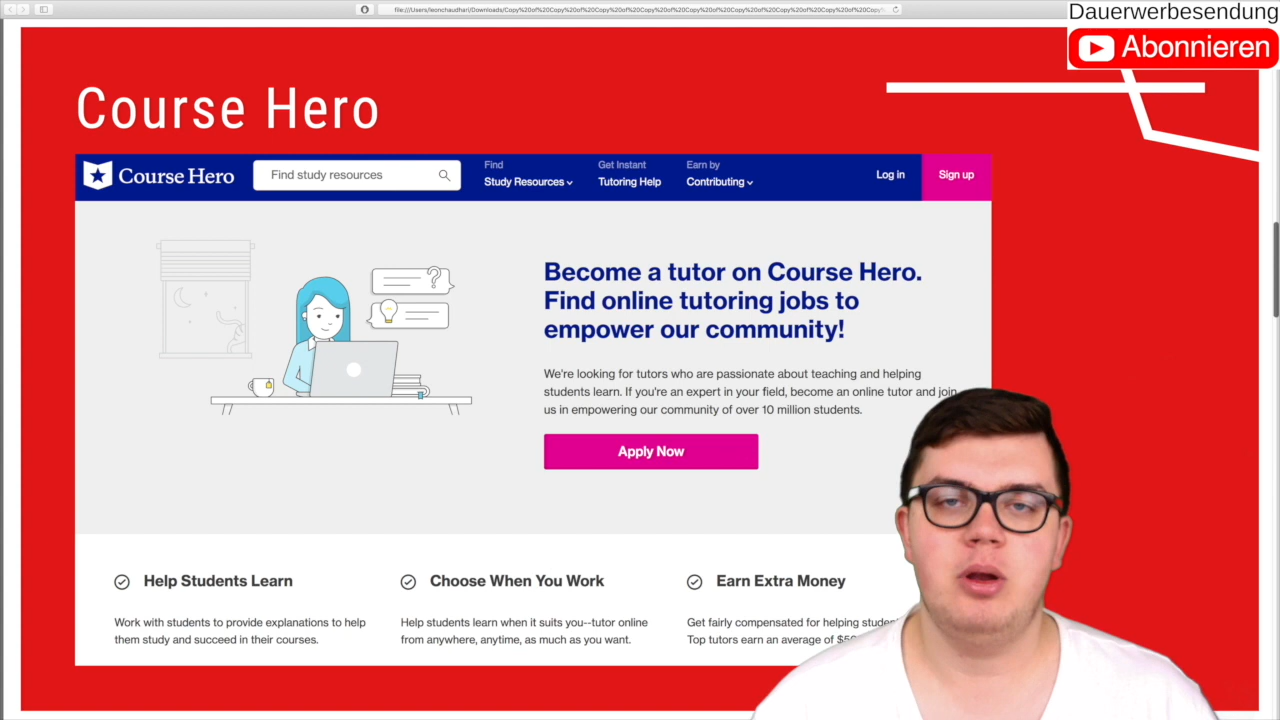 Dauerwerbesendung
Abonnieren
Course Hero
Course Hero
Find study resources
Find
Study Resources
Get Instant
Tutoring Help
Earn by
Contributing
Log in
Sign up
Become a tutor on Course Hero.
Find online tutoring jobs to
empower our community!
We're looking for tutors who are passionate about teaching and helping
students learn. If you're an expert in your field, become an online tutor and join
us in empowering our community of over 10 million students.
Apply Now
Help Students Learn
Work with students to provide explanations to help
them study and succeed in their courses.
Choose When You Work
Help students learn when it suits you--tutor online
from anywhere, anytime, as much as you want.
Earn Extra Money
Get fairly compensated for helping
Top tutors earn an average of